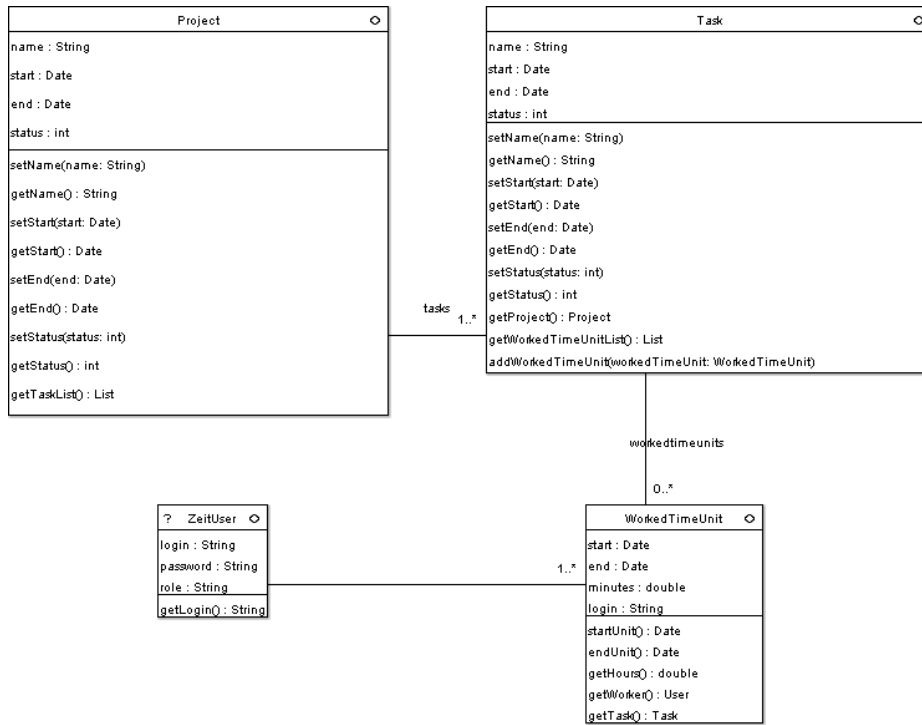 Project
name : String
start : Date
end : Date
status : int
setName(name: String)
getName() : String
setStart(start: Date)
getStart() : Date
setEnd(end: Date)
getEnd() : Date
setStatus(status: int)
getStatus() : int
getTaskList() : List
tasks
1..*
Task
name : String
start : Date
end : Date
status : int
setName(name: String)
getName() : String
setStart(start: Date)
getStart() : Date
setEnd(end: Date)
getEnd() : Date
setStatus(status: int)
getStatus() : int
getProject() : Project
getWorkedTimeUnitList() : List
addWorkedTimeUnit(workedTimeUnit: WorkedTimeUnit)
workedtimeunits
0..*
? ZeitUser
login : String
password : String
role : String
getLogin() : String
1..*
WorkedTimeUnit
start : Date
end : Date
minutes : double
login : String
startUnit() : Date
endUnit() : Date
getHours() : double
getWorker() : User
getTask() : Task